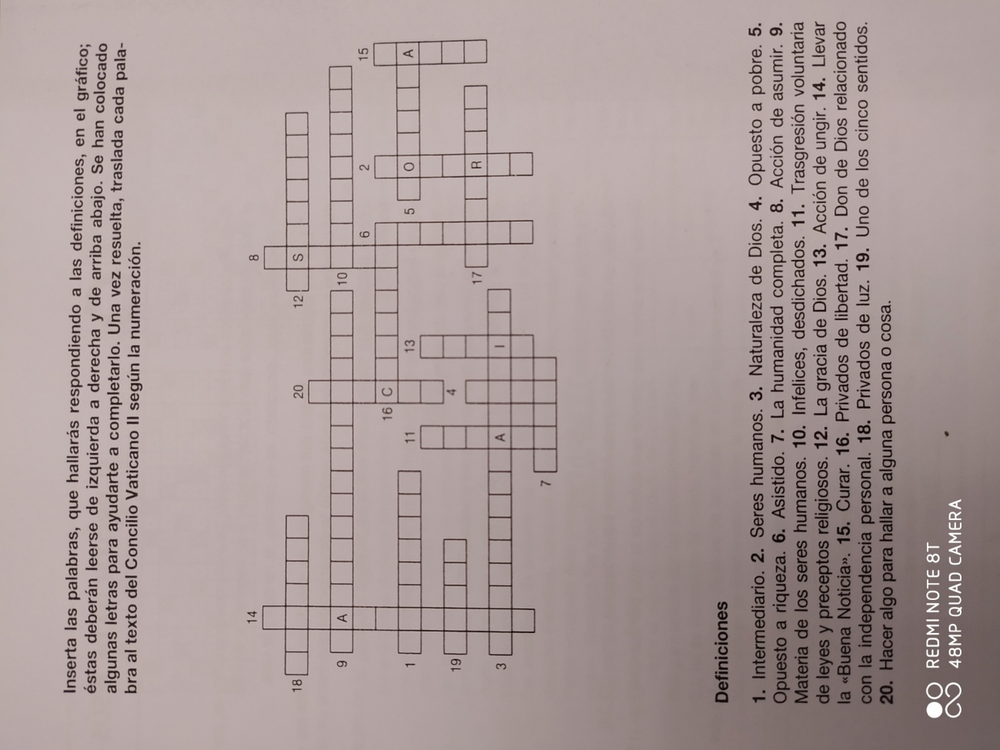 Inserta las palabras, que hallarás respondiendo a las definiciones, en el gráfico;
éstas deberán leerse de izquierda a derecha y de arriba abajo. Se han colocado
algunas letras para ayudarte a completarlo. Una vez resuelta, traslada cada pala-
bra al texto del Concilio Vaticano II según la numeración.
14
8
18
20
12
S
15
9
A
10
6
2
16
C
1
11
13
5
O
A
19
4
17
R
3
A
I
7
Definiciones
1. Intermediario. 2. Seres humanos. 3. Naturaleza de Dios. 4. Opuesto a pobre. 5.
Opuesto a riqueza. 6. Asistido. 7. La humanidad completa. 8. Acción de asumir. 9.
Materia de los seres humanos. 10. Infelices, desdichados. 11. Trasgresión voluntaria
de leyes y preceptos religiosos. 12. La gracia de Dios. 13. Acción de ungir. 14. Llevar
la «Buena Noticia». 15. Curar. 16. Privados de libertad. 17. Don de Dios relacionado
con la independencia personal. 18. Privados de luz. 19. Uno de los cinco sentidos.
20. Hacer algo para hallar a alguna persona o cosa.
REDMI NOTE 8T
48MP QUAD CAMERA